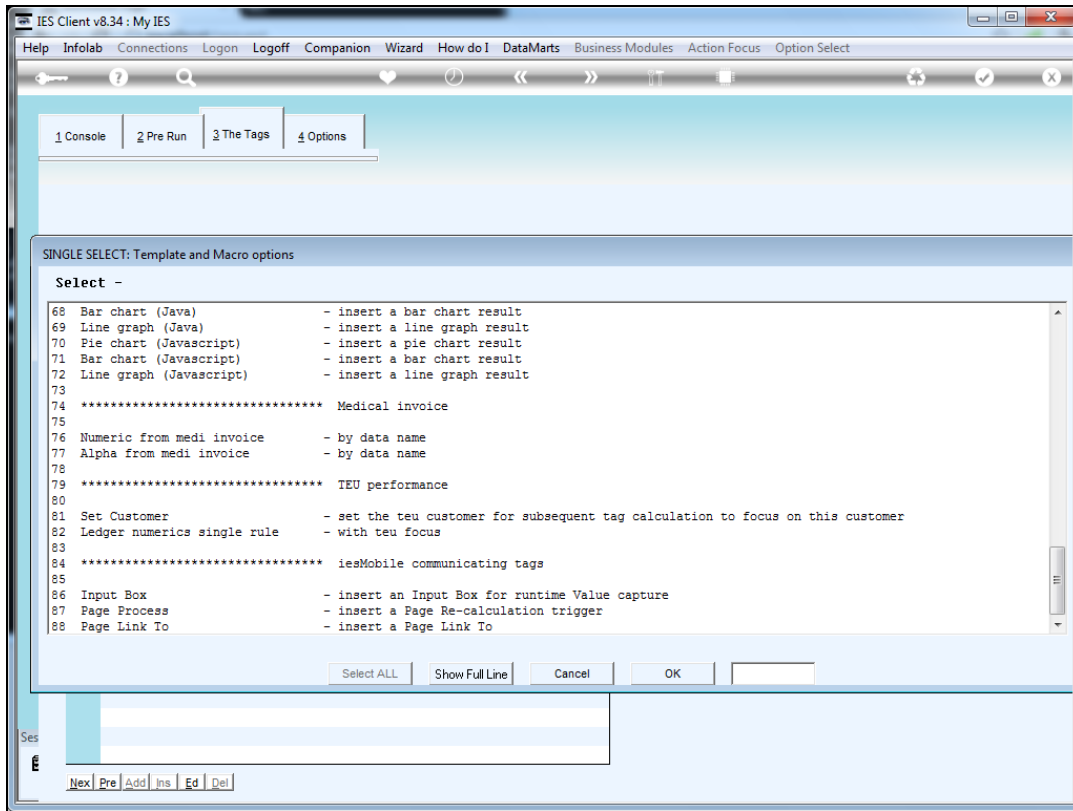 IES Client v8.34 : My IES
Help Infolab Connections Logon Logoff Companion Wizard How do I DataMarts Business Modules Action Focus Option Select
1 Console 2 Pre Run 3 The Tags 4 Options
SINGLE SELECT: Template and Macro options
Select -
68 Bar chart (Java) - insert a bar chart result
69 Line graph (Java) - insert a line graph result
70 Pie chart (Javascript) - insert a pie chart result
71 Bar chart (Javascript) - insert a bar chart result
72 Line graph (Javascript) - insert a line graph result
73
74 ********************************* Medical invoice
75
76 Numeric from medi invoice - by data name
77 Alpha from medi invoice - by data name
78
79 ********************************* TEU performance
80
81 Set Customer - set the teu customer for subsequent tag calculation to focus on this customer
82 Ledger numerics single rule - with teu focus
83
84 ********************************* iesMobile communicating tags
85
86 Input Box - insert an Input Box for runtime Value capture
87 Page Process - insert a Page Re-calculation trigger
88 Page Link To - insert a Page Link To
Select ALL Show Full Line Cancel OK
Ses
Nex Pre Add Ins Ed Del